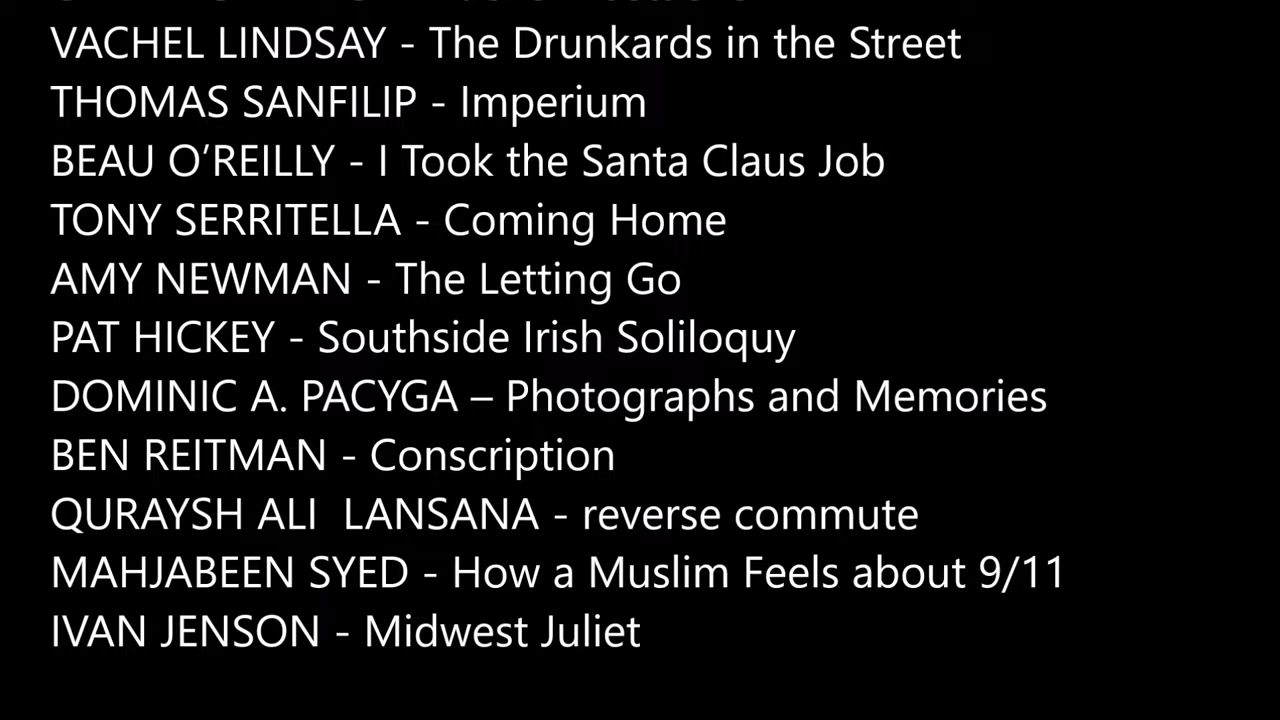 VACHEL LINDSAY - The Drunkards in the Street
THOMAS SANFILIP - Imperium
BEAU O’REILLY - I Took the Santa Claus Job
TONY SERRITELLA - Coming Home
AMY NEWMAN - The Letting Go
PAT HICKEY - Southside Irish Soliloquy
DOMINIC A. PACYGA – Photographs and Memories
BEN REITMAN - Conscription
QURAYSH ALI  LANSANA - reverse commute
MAHJABEEN SYED - How a Muslim Feels about 9/11
IVAN JENSON - Midwest Juliet